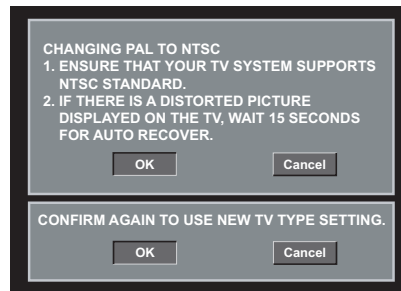 CHANGING PAL TO NTSC
1. ENSURE THAT YOUR TV SYSTEM SUPPORTS
NTSC STANDARD.
2. IF THERE IS A DISTORTED PICTURE
DISPLAYED ON THE TV, WAIT 15 SECONDS
FOR AUTO RECOVER.
OK Cancel
CONFIRM AGAIN TO USE NEW TV TYPE SETTING.
OK Cancel